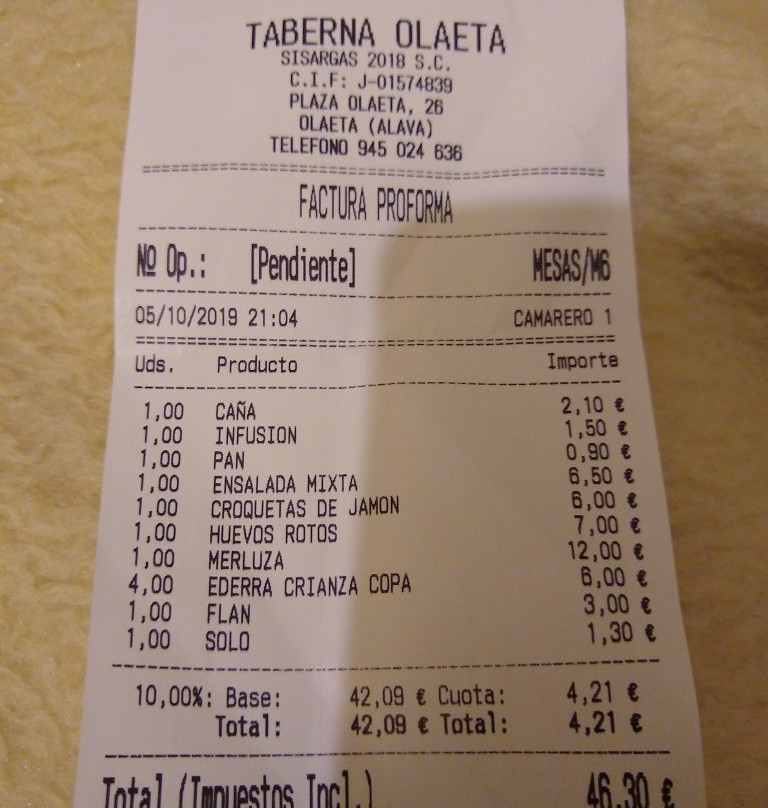 TABERNA OLAETA
SISARGAS 2018 S.C.
C.I.F: J-01574839
PLAZA OLAETA, 26
OLAETA (ALAVA)
TELEFONO 945 024 636
FACTURA PROFORMA
Nº Op.: [Pendiente] MESAS/M6
05/10/2019 21:04 CAMARERO 1
Uds. Producto Importe
1,00 CAÑA 2,10 €
1,00 INFUSION 1,50 €
1,00 PAN 0,90 €
1,00 ENSALADA MIXTA 6,50 €
1,00 CROQUETAS DE JAMON 6,00 €
1,00 HUEVOS ROTOS 7,00 €
1,00 MERLUZA 12,00 €
4,00 EDERRA CRIANZA COPA 6,00 €
1,00 FLAN 3,00 €
1,00 SOLO 1,30 €
10,00%: Base: 42,09 € Cuota: 4,21 €
Total: 42,09 € Total: 4,21 €
Total (Impuestos Incl.) 46,30 €